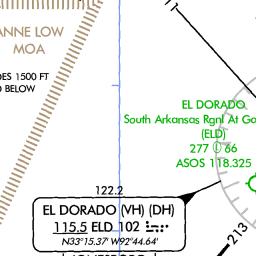 ANNE LOW
MOA
DES 1500 FT
D BELOW
11
EL DORADO
South Arkansas Rgnl At Go
(ELD)
277 Ⓛ 66
ASOS 118.325
122.2
EL DORADO (VH) (DH)
115.5 ELD 102
N33°15.37' W92°44.64'
213